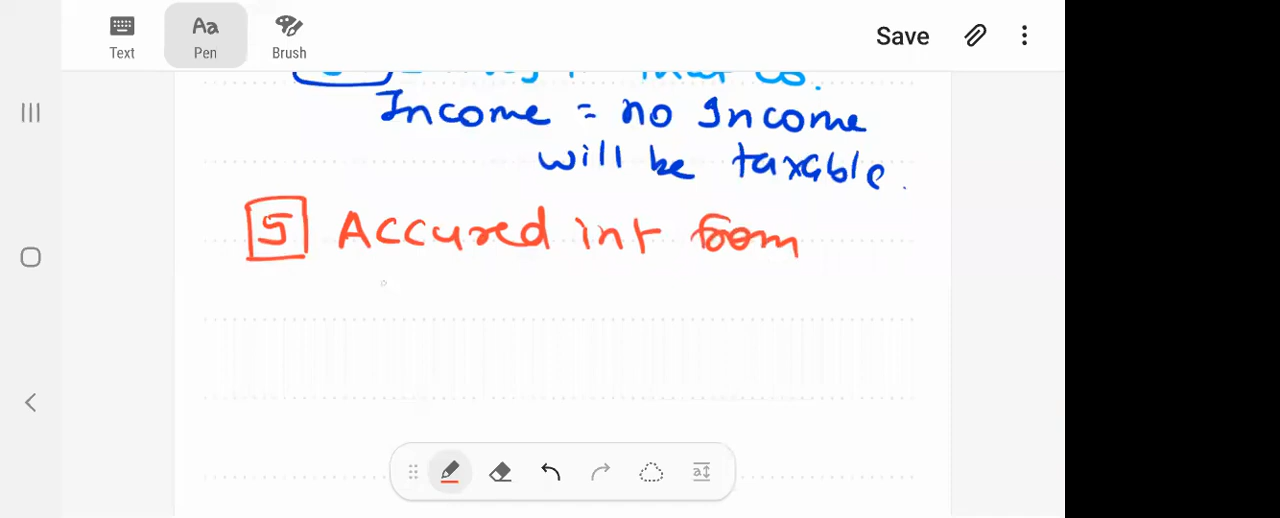 Text
Pen
Brush
Save
Income = no Income
will be taxable.
5 Accured int from